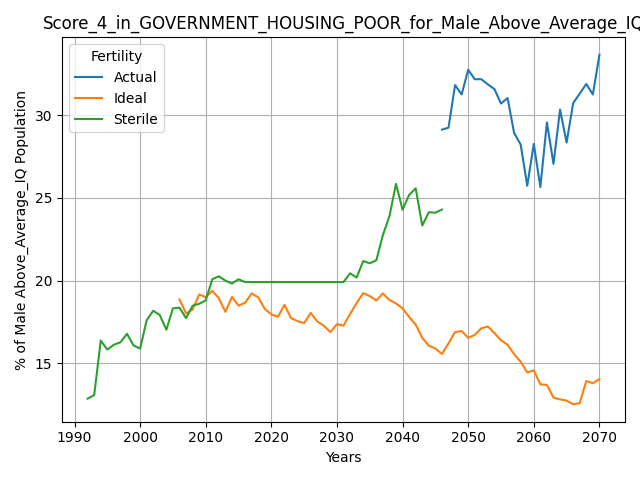 Score_4_in_GOVERNMENT_HOUSING_POOR_for_Male_Above_Average_IQ
Fertility
Actual
Ideal
Sterile
% of Male Above_Average_IQ Population
30
25
20
15
1990 2000 2010 2020 2030 2040 2050 2060 2070
Years